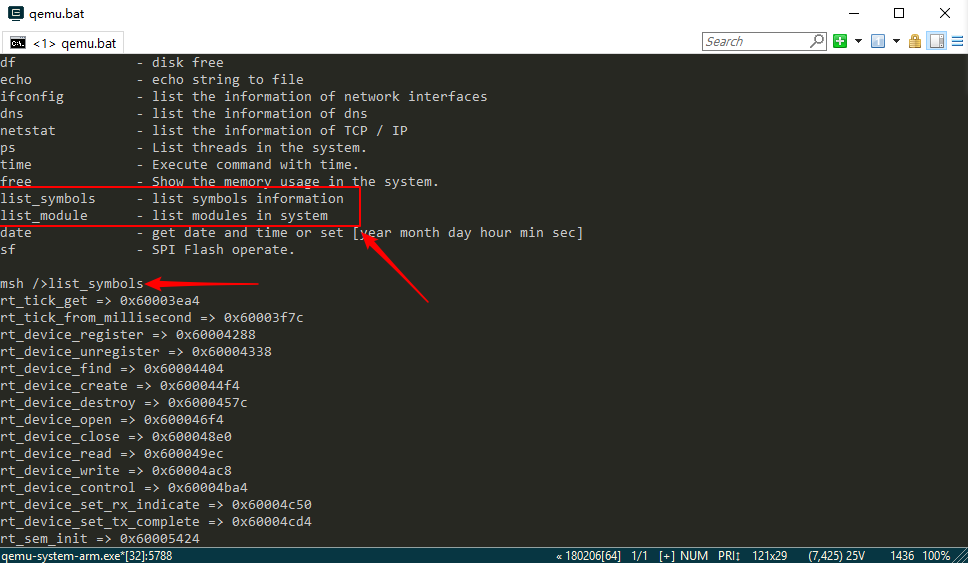 qemu.bat
<1> qemu.bat
Search
df - disk free
echo - echo string to file
ifconfig - list the information of network interfaces
dns - list the information of dns
netstat - list the information of TCP / IP
ps - List threads in the system.
time - Execute command with time.
free - Show the memory usage in the system.
list_symbols - list symbols information
list_module - list modules in system
date - get date and time or set [year month day hour min sec]
sf - SPI Flash operate.
msh />list_symbols
rt_tick_get => 0x60003ea4
rt_tick_from_millisecond => 0x60003f7c
rt_device_register => 0x60004288
rt_device_unregister => 0x60004338
rt_device_find => 0x60004404
rt_device_create => 0x600044f4
rt_device_destroy => 0x6000457c
rt_device_open => 0x600046f4
rt_device_close => 0x600048e0
rt_device_read => 0x600049ec
rt_device_write => 0x60004ac8
rt_device_control => 0x60004ba4
rt_device_set_rx_indicate => 0x60004c50
rt_device_set_tx_complete => 0x60004cd4
rt_sem_init => 0x60005424
qemu-system-arm.exe*[32]:5788 « 180206[64] 1/1 [+] NUM PRI↕ 121x29 (7,425) 25V 1436 100%